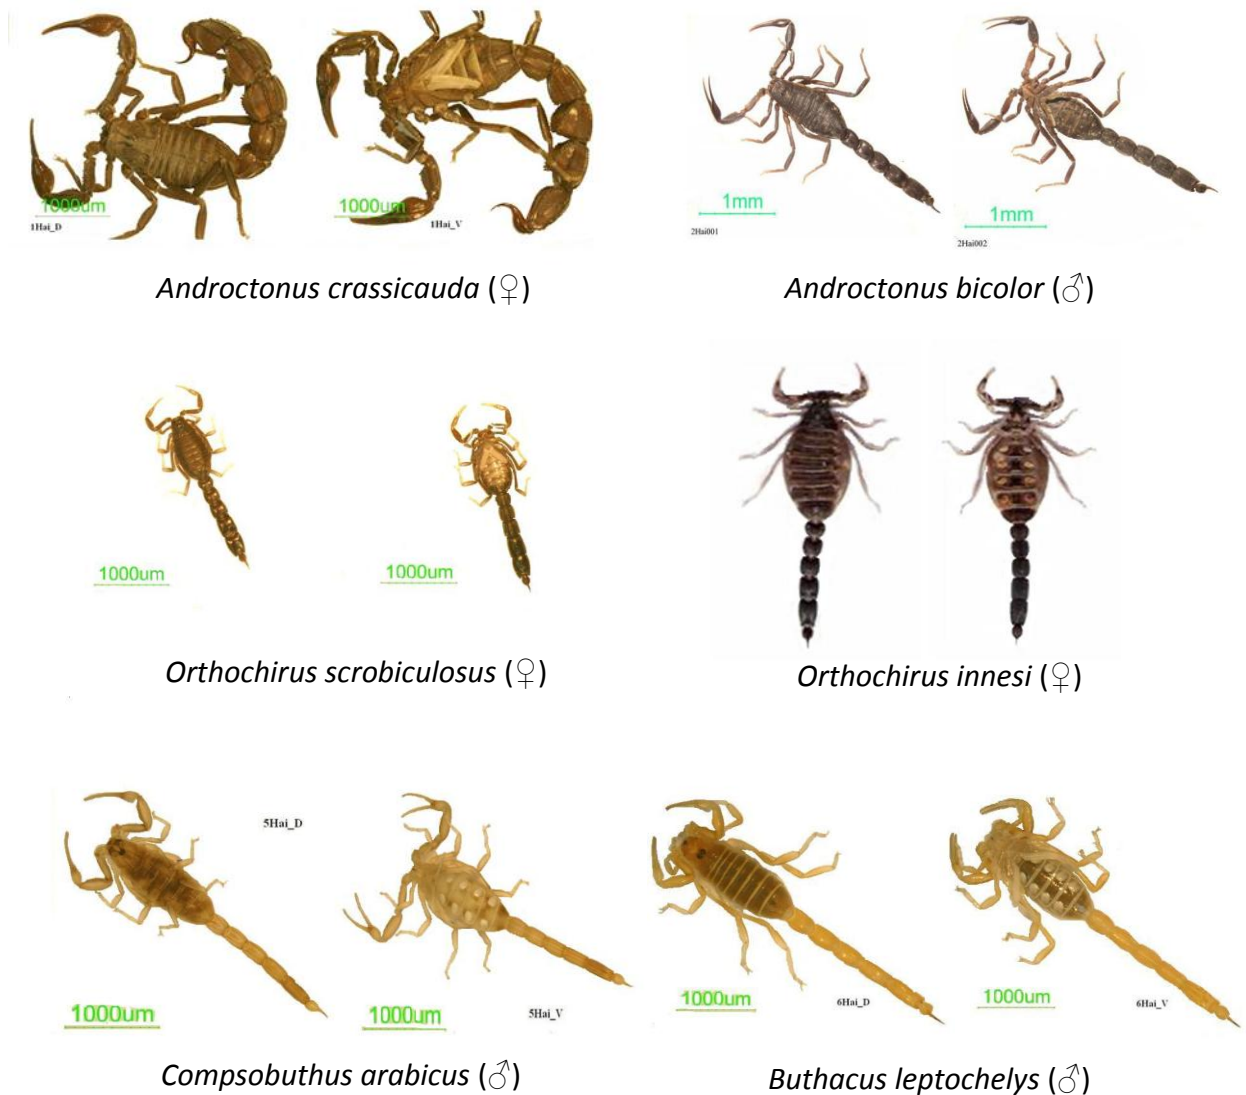 1000um
1Hai_D
1000um
1Hai_V
1mm
2Hai001
1mm
2Hai002
Androctonus crassicauda (♀)
Androctonus bicolor (♂)
1000um
1000um
Orthochirus scrobiculosus (♀)
Orthochirus innesi (♀)
5Hai_D
1000um
1000um
5Hai_V
1000um
6Hai_D
1000um
6Hai_V
Compsobuthus arabicus (♂)
Buthacus leptochelys (♂)